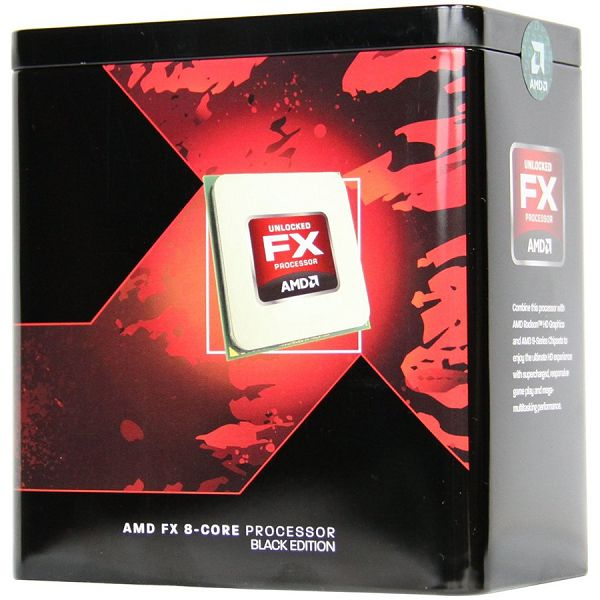 AMD
UNLOCKED
FX
PROCESSOR
AMD
UNLOCKED
FX
PROCESSOR
AMD
Combine this processor with
AMD Radeon™ HD Graphics
and AMD 9-Series Chipsets to
enjoy the ultimate HD experience
with supercharged, responsive
game play and mega-
multitasking performance.
AMD FX 8-CORE PROCESSOR
BLACK EDITION